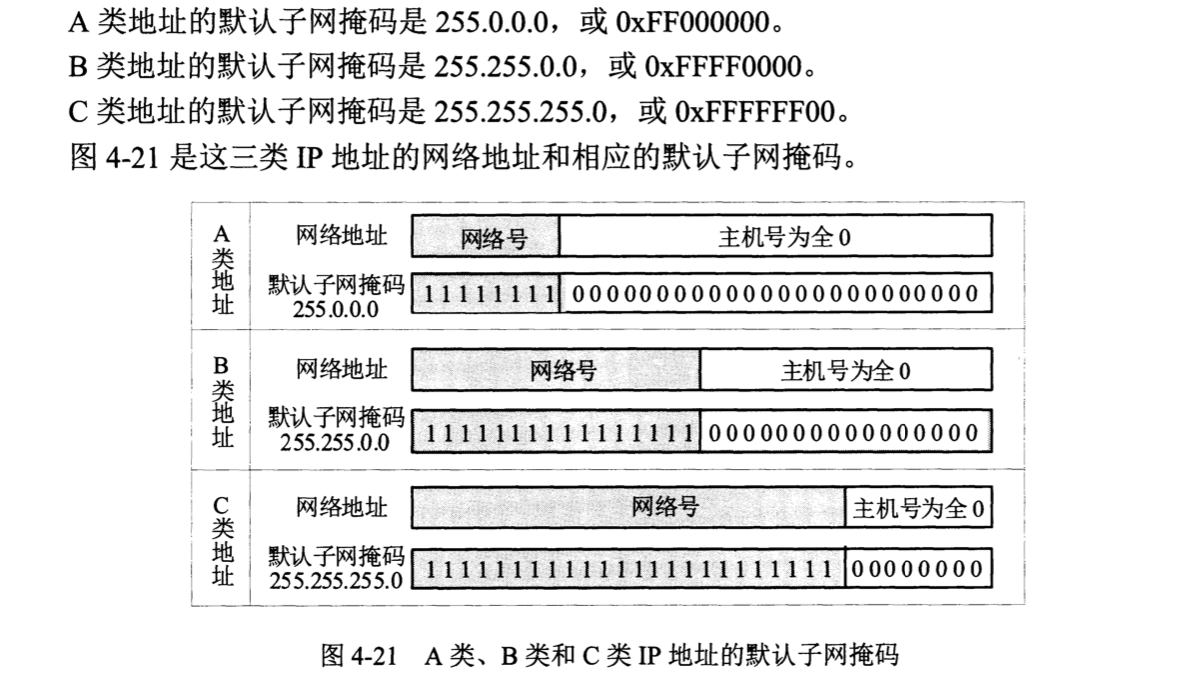 A 类地址的默认子网掩码是 255.0.0.0，或 0xFF000000。
B 类地址的默认子网掩码是 255.255.0.0，或 0xFFFF0000。
C 类地址的默认子网掩码是 255.255.255.0，或 0xFFFFFF00。
图 4-21 是这三类 IP 地址的网络地址和相应的默认子网掩码。
A类地址
网络地址 网络号 主机号为全 0
默认子网掩码 255.0.0.0
11111111 000000000000000000000000
B类地址
网络地址 网络号 主机号为全 0
默认子网掩码 255.255.0.0
1111111111111111 0000000000000000
C类地址
网络地址 网络号 主机号为全 0
默认子网掩码 255.255.255.0
111111111111111111111111 00000000
图 4-21 A 类、B 类和 C 类 IP 地址的默认子网掩码